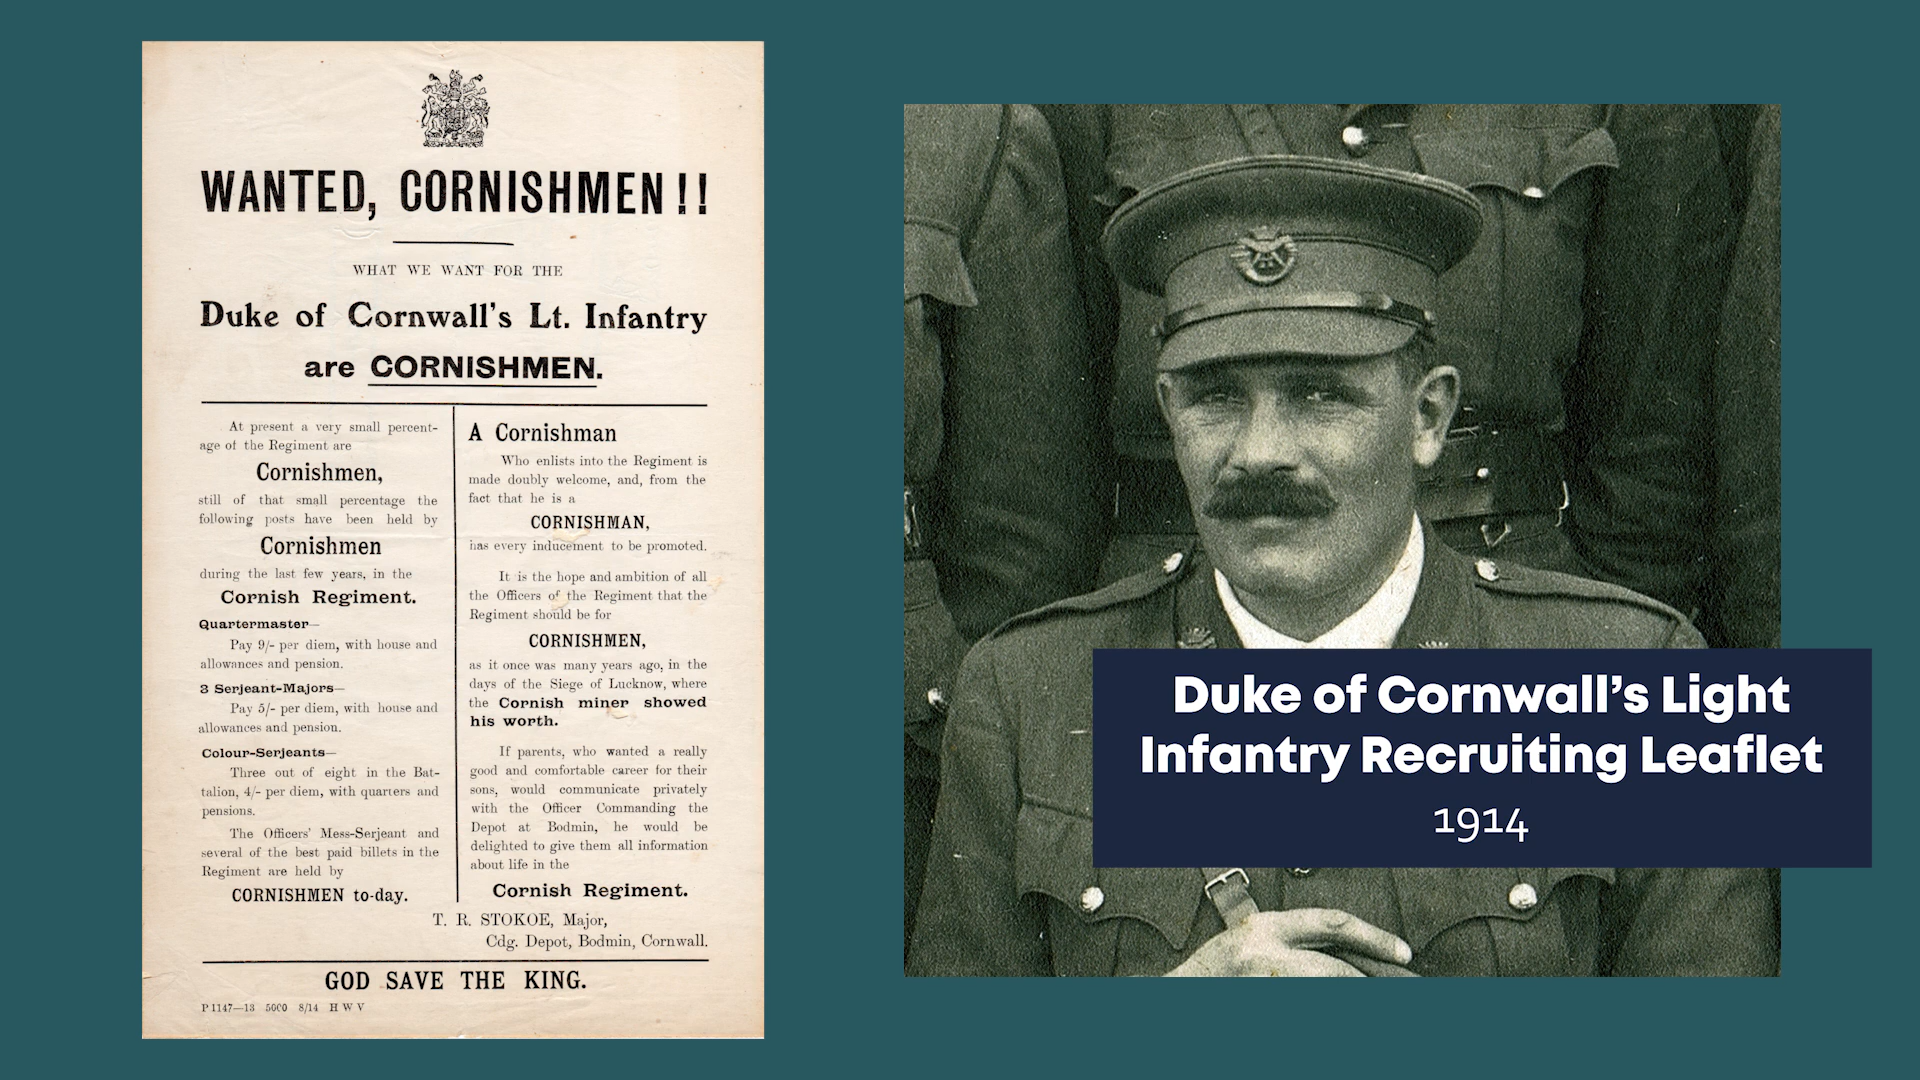 WANTED, CORNISHMEN!!
WHAT WE WANT FOR THE
Duke of Cornwall's Lt. Infantry
are CORNISHMEN.
At present a very small percent-
age of the Regiment are
Cornishmen,
still of that small percentage the
following posts have been held by
Cornishmen
during the last few years, in the
Cornish Regiment.
Quartermaster—
Pay 9/- per diem, with house and
allowances and pension.
3 Serjeant-Majors—
Pay 5/- per diem, with house and
allowances and pension.
Colour-Serjeants—
Three out of eight in the Bat-
talion, 4/- per diem, with quarters and
pensions.
The Officers' Mess-Serjeant and
several of the best paid billets in the
Regiment are held by
CORNISHMEN to-day.
A Cornishman
Who enlists into the Regiment is
made doubly welcome, and, from the
fact that he is a
CORNISHMAN,
has every inducement to be promoted.
It is the hope and ambition of all
the Officers of the Regiment that the
Regiment should be for
CORNISHMEN,
as it once was many years ago, in the
days of the Siege of Lucknow, where
the Cornish miner showed
his worth.
If parents, who wanted a really
good and comfortable career for their
sons, would communicate privately
with the Officer Commanding the
Depot at Bodmin, he would be
delighted to give them all information
about life in the
Cornish Regiment.
T. R. STOKOE, Major,
Cdg. Depot, Bodmin, Cornwall.
GOD SAVE THE KING.
P 1147—13 5000 8/14 H W V
Duke of Cornwall's Light
Infantry Recruiting Leaflet
1914